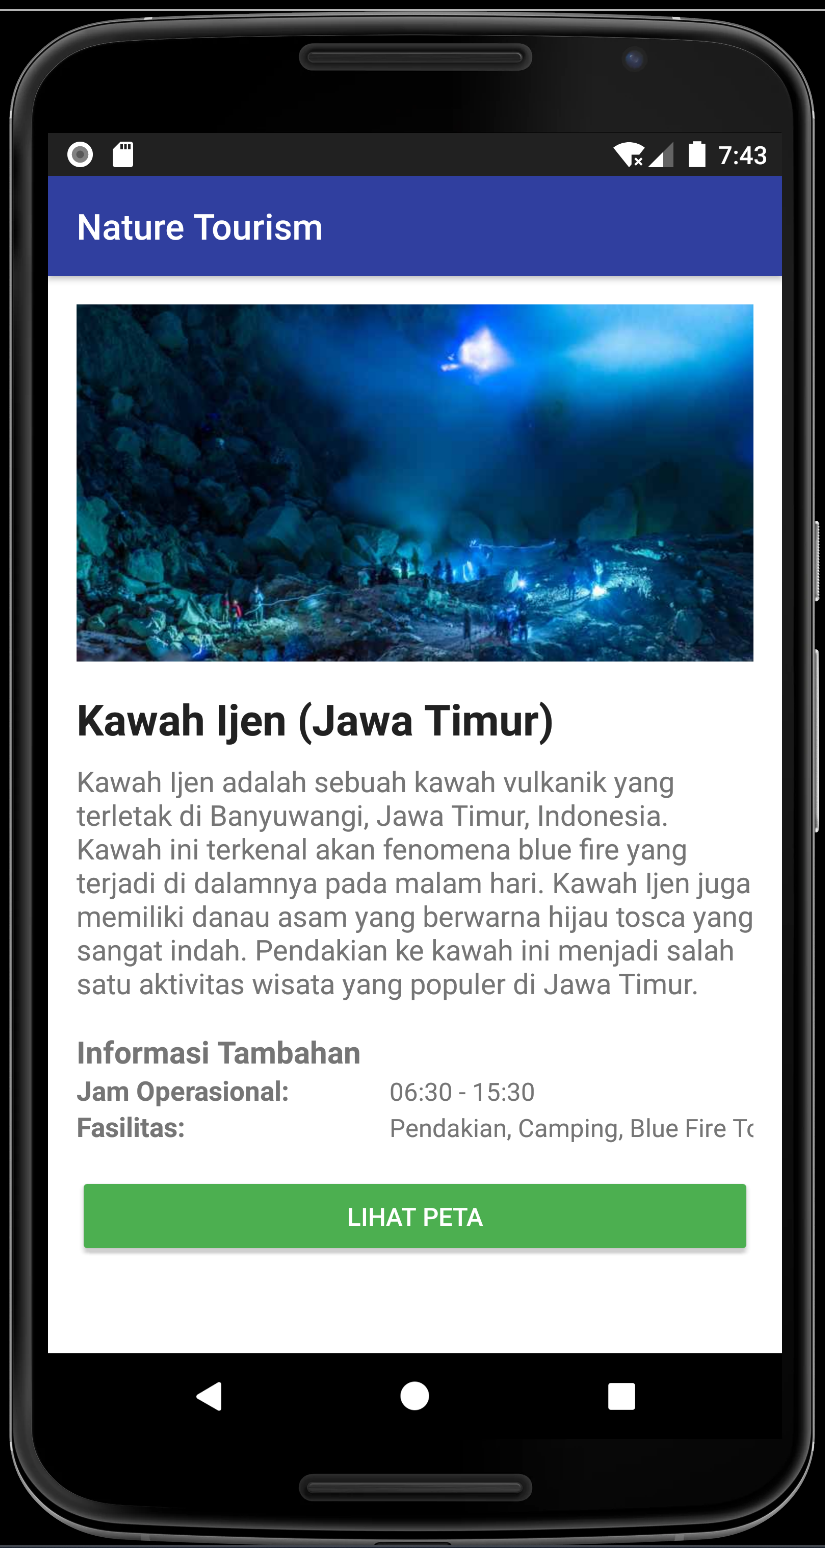 7:43
Nature Tourism
Kawah Ijen (Jawa Timur)
Kawah Ijen adalah sebuah kawah vulkanik yang
terletak di Banyuwangi, Jawa Timur, Indonesia.
Kawah ini terkenal akan fenomena blue fire yang
terjadi di dalamnya pada malam hari. Kawah Ijen juga
memiliki danau asam yang berwarna hijau tosca yang
sangat indah. Pendakian ke kawah ini menjadi salah
satu aktivitas wisata yang populer di Jawa Timur.
Informasi Tambahan
Jam Operasional: 06:30 - 15:30
Fasilitas: Pendakian, Camping, Blue Fire
LIHAT PETA